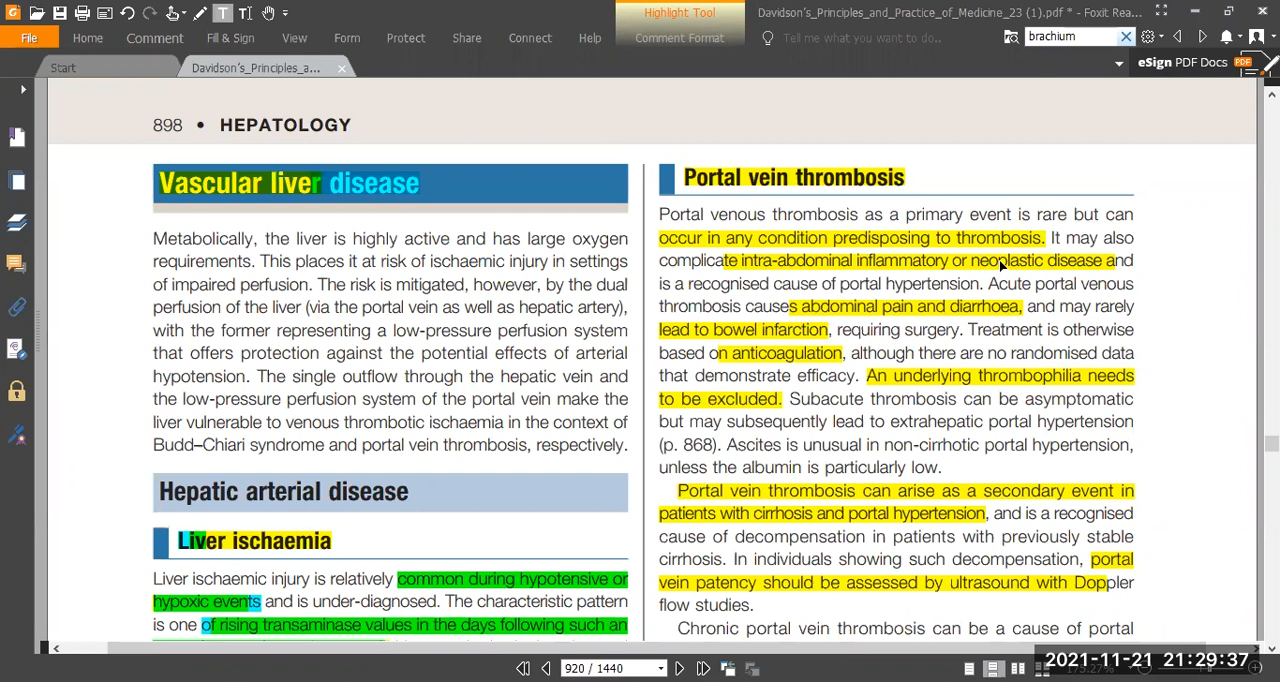 Highlight Tool
Davidson's_Principles_and_Practice_of_Medicine_23 (1).pdf * - Foxit Rea...
File Home Comment Fill & Sign View Form Protect Share Connect Help Comment Format Tell me what you want to do.. brachium
Start Davidson's_Principles_a... eSign PDF Docs PDF
898 • HEPATOLOGY
Vascular liver disease
Metabolically, the liver is highly active and has large oxygen
requirements. This places it at risk of ischaemic injury in settings
of impaired perfusion. The risk is mitigated, however, by the dual
perfusion of the liver (via the portal vein as well as hepatic artery),
with the former representing a low-pressure perfusion system
that offers protection against the potential effects of arterial
hypotension. The single outflow through the hepatic vein and
the low-pressure perfusion system of the portal vein make the
liver vulnerable to venous thrombotic ischaemia in the context of
Budd–Chiari syndrome and portal vein thrombosis, respectively.
Hepatic arterial disease
Liver ischaemia
Liver ischaemic injury is relatively common during hypotensive or
hypoxic events and is under-diagnosed. The characteristic pattern
is one of rising transaminase values in the days following such an
Portal vein thrombosis
Portal venous thrombosis as a primary event is rare but can
occur in any condition predisposing to thrombosis. It may also
complicate intra-abdominal inflammatory or neoplastic disease and
is a recognised cause of portal hypertension. Acute portal venous
thrombosis causes abdominal pain and diarrhoea, and may rarely
lead to bowel infarction, requiring surgery. Treatment is otherwise
based on anticoagulation, although there are no randomised data
that demonstrate efficacy. An underlying thrombophilia needs
to be excluded. Subacute thrombosis can be asymptomatic
but may subsequently lead to extrahepatic portal hypertension
(p. 868). Ascites is unusual in non-cirrhotic portal hypertension,
unless the albumin is particularly low.
Portal vein thrombosis can arise as a secondary event in
patients with cirrhosis and portal hypertension, and is a recognised
cause of decompensation in patients with previously stable
cirrhosis. In individuals showing such decompensation, portal
vein patency should be assessed by ultrasound with Doppler
flow studies.
Chronic portal vein thrombosis can be a cause of portal
920 / 1440
2021-11-21 21:29:37